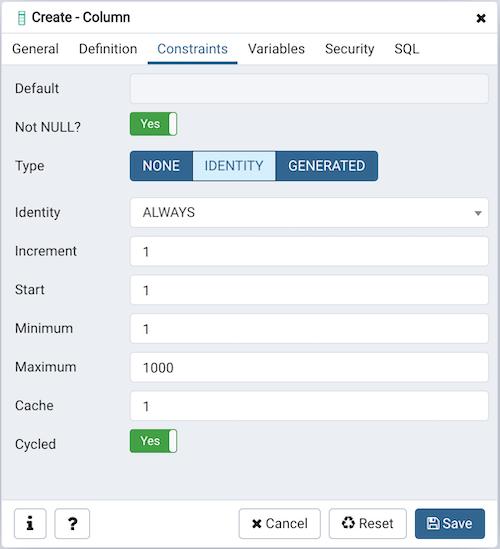 Create - Column
General Definition Constraints Variables Security SQL
Default
Not NULL? Yes
Type NONE IDENTITY GENERATED
Identity ALWAYS
Increment 1
Start 1
Minimum 1
Maximum 1000
Cache 1
Cycled Yes
i ? Cancel Reset Save